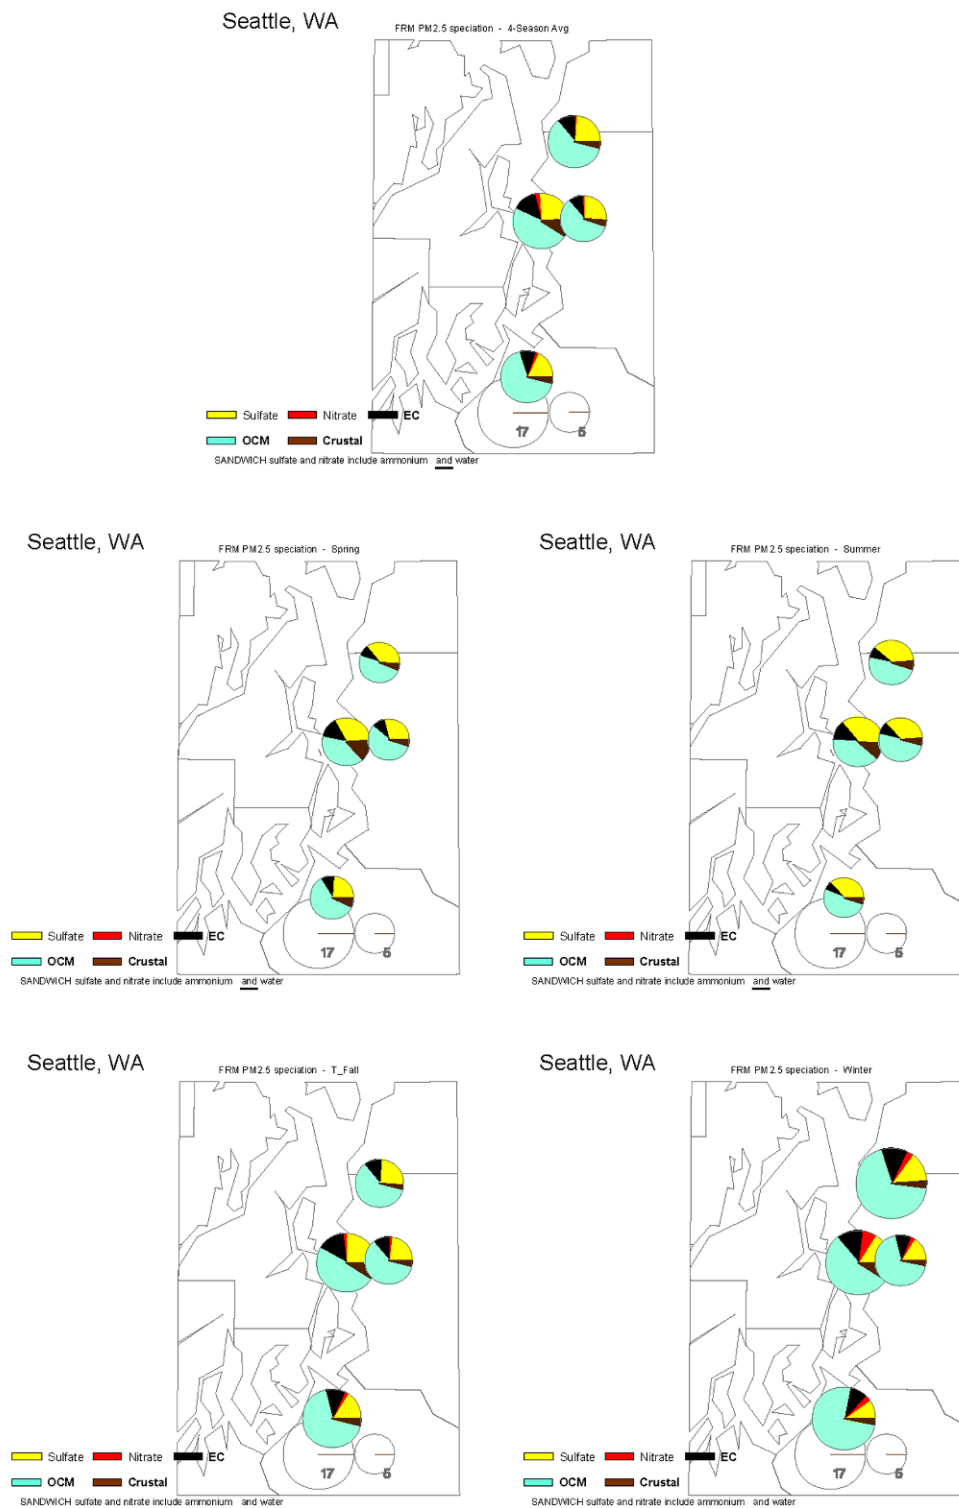 Seattle, WA
FRM PM2.5 speciation - 4-Season Avg
17 5
Sulfate Nitrate EC
OCM Crustal
SANDWICH sulfate and nitrate include ammonium and water
Seattle, WA
FRM PM2.5 speciation - Spring
17 5
Sulfate Nitrate EC
OCM Crustal
SANDWICH sulfate and nitrate include ammonium and water
Seattle, WA
FRM PM2.5 speciation - Summer
17 5
Sulfate Nitrate EC
OCM Crustal
SANDWICH sulfate and nitrate include ammonium and water
Seattle, WA
FRM PM2.5 speciation - T_Fall
17 5
Sulfate Nitrate EC
OCM Crustal
SANDWICH sulfate and nitrate include ammonium and water
Seattle, WA
FRM PM2.5 speciation - Winter
17 5
Sulfate Nitrate EC
OCM Crustal
SANDWICH sulfate and nitrate include ammonium and water